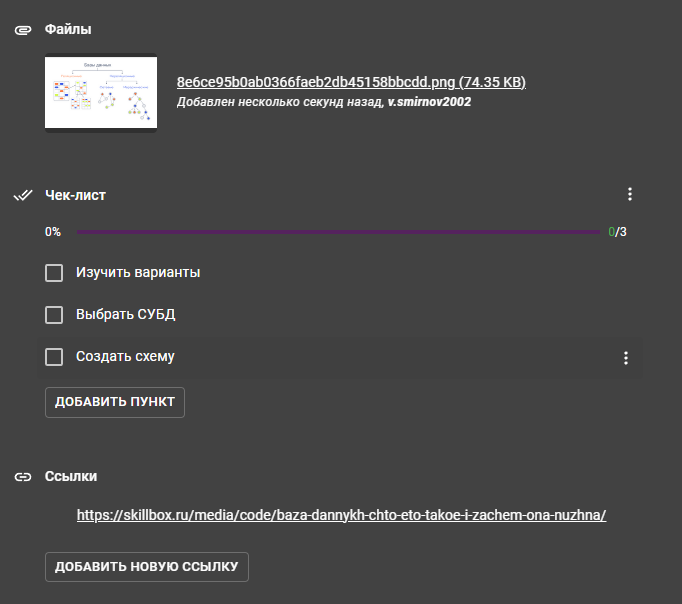 Файлы
Базы данных
8e6ce95b0ab0366faeb2db45158bbcdd.png (74.35 KB)
Добавлен несколько секунд назад, v.smirnov2002
Чек-лист
0%
0/3
Изучить варианты
Выбрать СУБД
Создать схему
ДОБАВИТЬ ПУНКТ
Ссылки
https://skillbox.ru/media/code/baza-dannykh-chto-eto-takoe-i-zachem-ona-nuzhna/
ДОБАВИТЬ НОВУЮ ССЫЛКУ